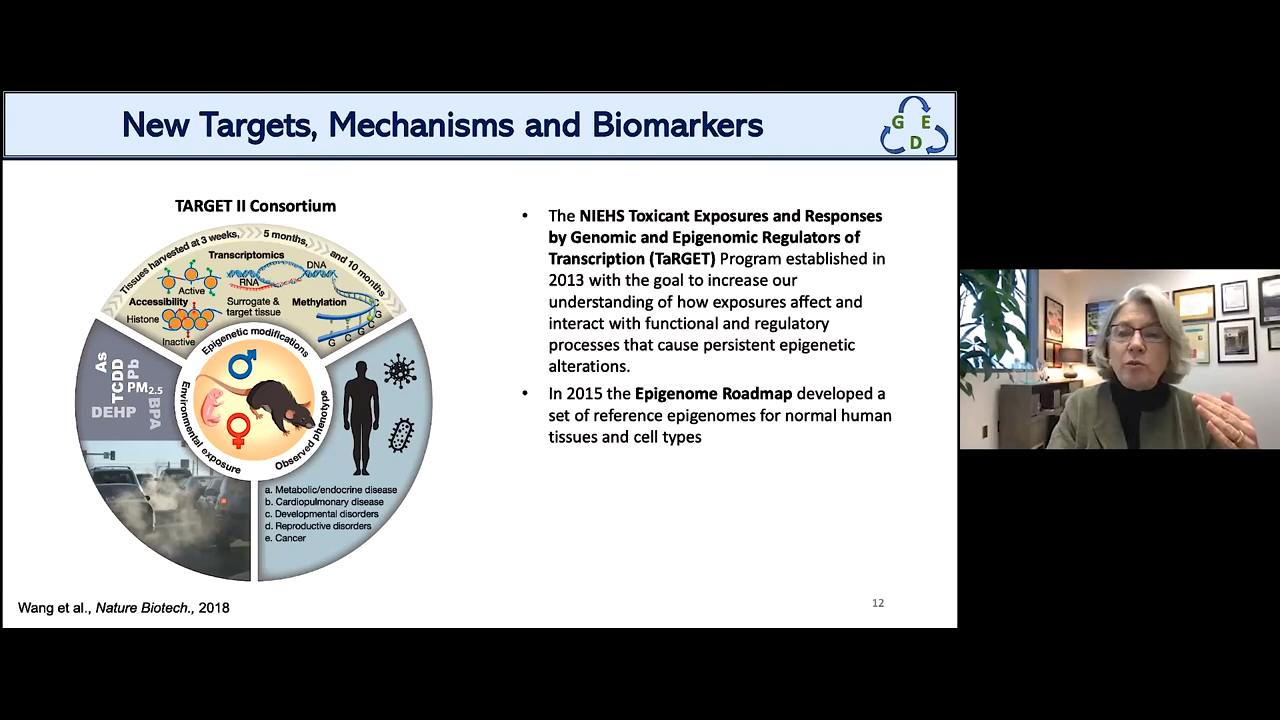 New Targets, Mechanisms and Biomarkers
G E
D
TARGET II Consortium
Tissues harvested at 3 weeks, 5 months, and 10 months
Transcriptomics
DNA
RNA
Active
Accessibility
Surrogate &
target tissue
Methylation
Histone
Inactive
G
C
G
C
G
Epigenetic modifications
Environmental exposure
Observed phenotype
As
TCDD
Pb
PM2.5
DEHP
BPA
a. Metabolic/endocrine disease
b. Cardiopulmonary disease
c. Developmental disorders
d. Reproductive disorders
e. Cancer
• The NIEHS Toxicant Exposures and Responses
by Genomic and Epigenomic Regulators of
Transcription (TaRGET) Program established in
2013 with the goal to increase our
understanding of how exposures affect and
interact with functional and regulatory
processes that cause persistent epigenetic
alterations.
• In 2015 the Epigenome Roadmap developed a
set of reference epigenomes for normal human
tissues and cell types
Wang et al., Nature Biotech., 2018
12